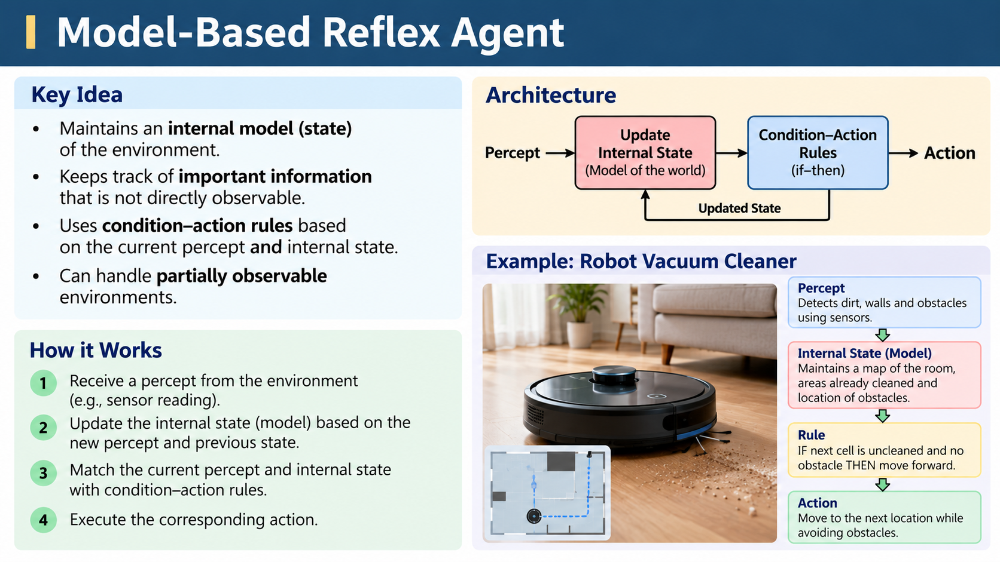 Model-Based Reflex Agent
Key Idea
• Maintains an internal model (state)
of the environment.
• Keeps track of important information
that is not directly observable.
• Uses condition–action rules based
on the current percept and internal state.
• Can handle partially observable
environments.
How it Works
1 Receive a percept from the environment
(e.g., sensor reading).
2 Update the internal state (model) based on the
new percept and previous state.
3 Match the current percept and internal state
with condition–action rules.
4 Execute the corresponding action.
Architecture
Percept
Update
Internal State
(Model of the world)
Condition–Action
Rules
(if–then)
Action
Updated State
Example: Robot Vacuum Cleaner
Percept
Detects dirt, walls and obstacles
using sensors.
Internal State (Model)
Maintains a map of the room,
areas already cleaned and
location of obstacles.
Rule
IF next cell is uncleaned and no
obstacle THEN move forward.
Action
Move to the next location while
avoiding obstacles.